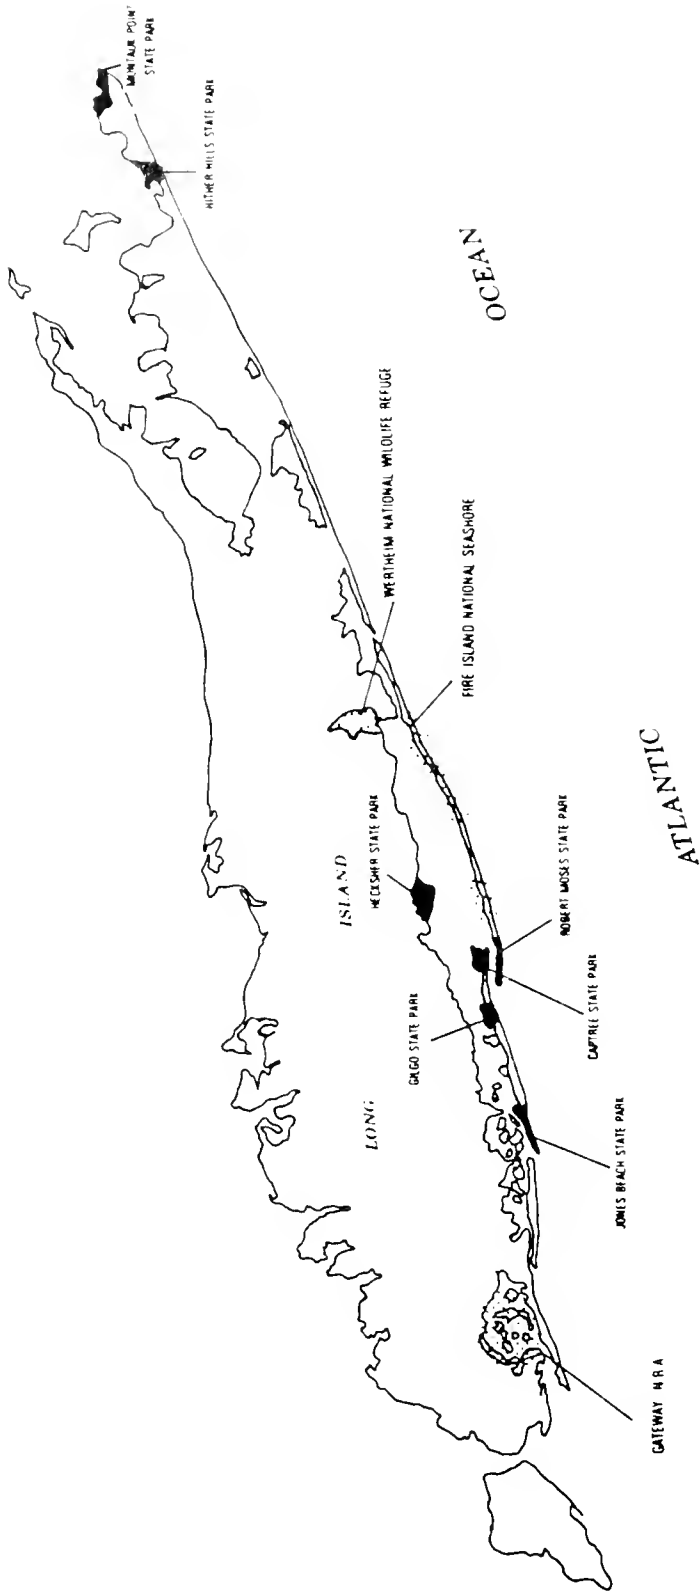 MONTAUK POINT
STATE PARK
HITHER HILLS STATE PARK
OCEAN
WERTHEIM NATIONAL WILDLIFE REFUGE
FIRE ISLAND NATIONAL SEASHORE
ATLANTIC
ISLAND
HECKSHER STATE PARK
ROBERT MOSES STATE PARK
CAPTREE STATE PARK
GILGO STATE PARK
LONG
JONES BEACH STATE PARK
GATEWAY N.R.A